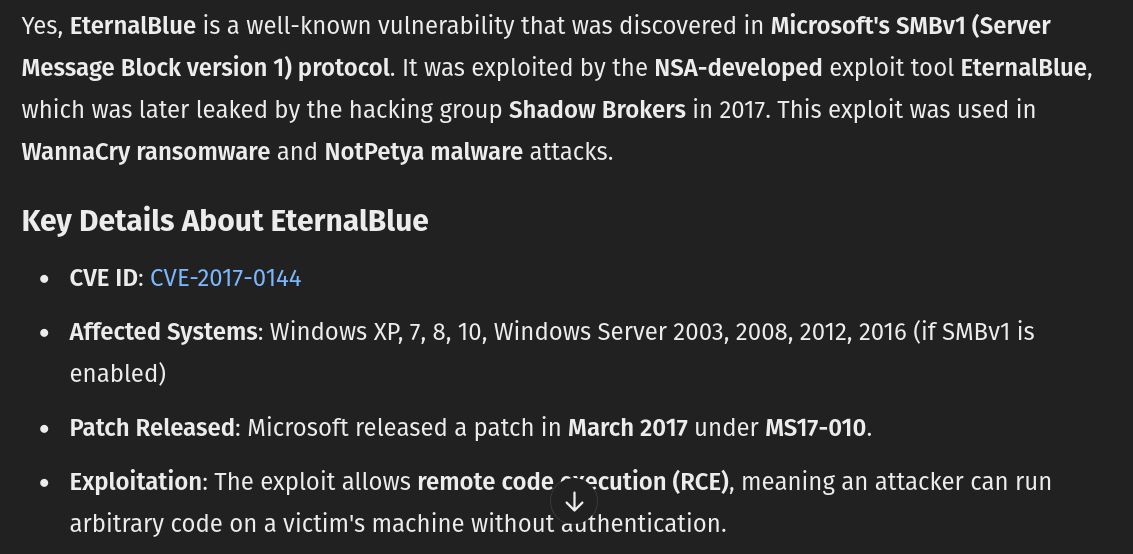 Yes, EternalBlue is a well-known vulnerability that was discovered in Microsoft's SMBv1 (Server
Message Block version 1) protocol. It was exploited by the NSA-developed exploit tool EternalBlue,
which was later leaked by the hacking group Shadow Brokers in 2017. This exploit was used in
WannaCry ransomware and NotPetya malware attacks.
Key Details About EternalBlue
• CVE ID: CVE-2017-0144
• Affected Systems: Windows XP, 7, 8, 10, Windows Server 2003, 2008, 2012, 2016 (if SMBv1 is
enabled)
• Patch Released: Microsoft released a patch in March 2017 under MS17-010.
• Exploitation: The exploit allows remote code execution (RCE), meaning an attacker can run
arbitrary code on a victim's machine without authentication.